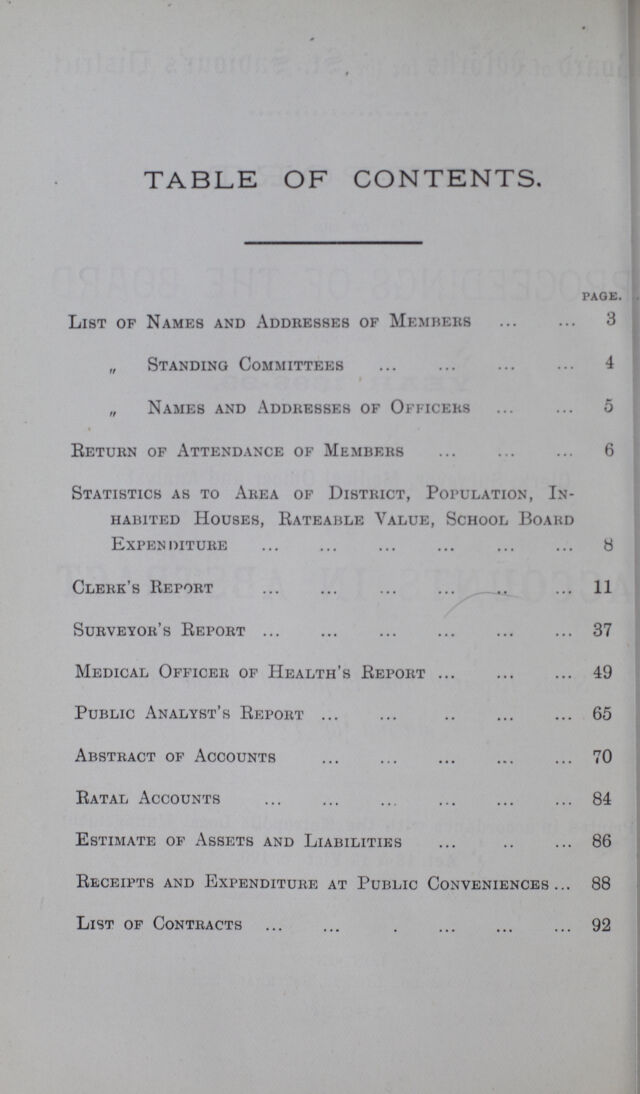 TABLE OF CONTENTS.
PAGE.
LIST OF NAMES AND ADDRESSES OF MEMBERS ... ... 3
„ STANDING COMMITTEES ... ... ... ... 4
„ NAMES AND ADDRESSES OF OFFICERS ... ... 5
RETURN OF ATTENDANCE OF MEMBERS ... ... ... 6
STATISTICS AS TO AREA OF DISTRICT, POPULATION, IN-
HABITED HOUSES, RATEABLE VALUE, SCHOOL BOARD
EXPENDITURE ... ... ... ... ... ... 8
CLERK'S REPORT ... ... ... ... .. ... 11
SURVEYOR'S REPORT ... ... ... ... ... ... 37
MEDICAL OFFICER OF HEALTH'S REPORT ... ... ... 49
PUBLIC ANALYST'S REPORT ... ... .. ... ... 65
ABSTRACT OF ACCOUNTS ... ... ... ... ... 70
RATAL ACCOUNTS ... ... ... ... ... ... 84
ESTIMATE OF ASSETS AND LIABILITIES ... .. ... 86
RECEIPTS AND EXPENDITURE AT PUBLIC CONVENIENCES ... 88
LIST OF CONTRACTS ... ... . ... ... ... 92